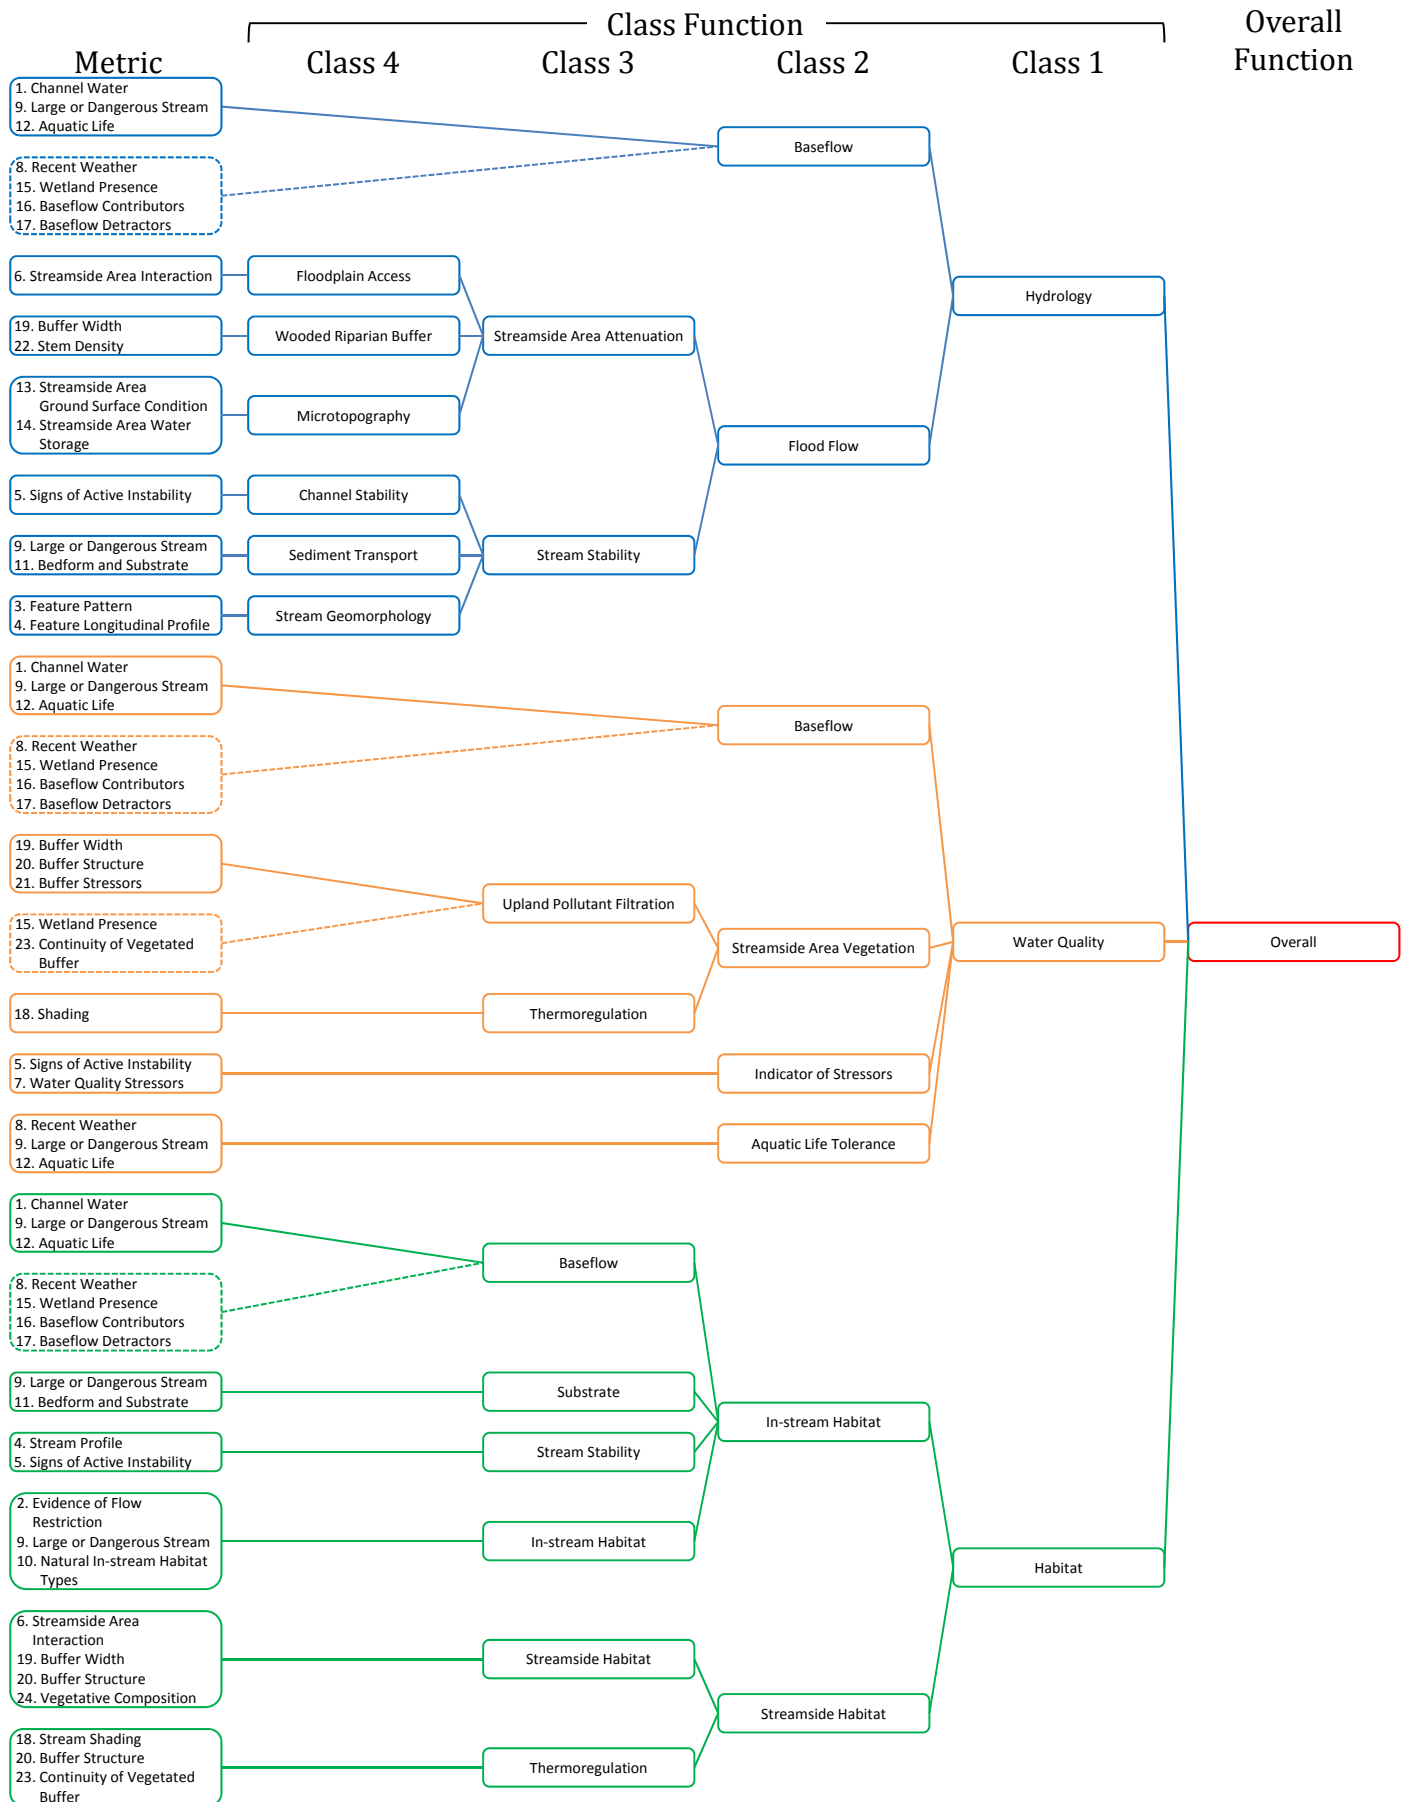 Class Function
Overall
Function
Metric
Class 4
Class 3
Class 2
Class 1
1. Channel Water
9. Large or Dangerous Stream
12. Aquatic Life
Baseflow
8. Recent Weather
15. Wetland Presence
16. Baseflow Contributors
17. Baseflow Detractors
6. Streamside Area Interaction
Floodplain Access
Hydrology
19. Buffer Width
22. Stem Density
Wooded Riparian Buffer
Streamside Area Attenuation
13. Streamside Area
Ground Surface Condition
14. Streamside Area Water
Storage
Microtopography
Flood Flow
5. Signs of Active Instability
Channel Stability
9. Large or Dangerous Stream
11. Bedform and Substrate
Sediment Transport
Stream Stability
3. Feature Pattern
4. Feature Longitudinal Profile
Stream Geomorphology
1. Channel Water
9. Large or Dangerous Stream
12. Aquatic Life
Baseflow
8. Recent Weather
15. Wetland Presence
16. Baseflow Contributors
17. Baseflow Detractors
19. Buffer Width
20. Buffer Structure
21. Buffer Stressors
Upland Pollutant Filtration
15. Wetland Presence
23. Continuity of Vegetated
Buffer
Streamside Area Vegetation
Water Quality
Overall
18. Shading
Thermoregulation
5. Signs of Active Instability
7. Water Quality Stressors
Indicator of Stressors
8. Recent Weather
9. Large or Dangerous Stream
12. Aquatic Life
Aquatic Life Tolerance
1. Channel Water
9. Large or Dangerous Stream
12. Aquatic Life
Baseflow
8. Recent Weather
15. Wetland Presence
16. Baseflow Contributors
17. Baseflow Detractors
9. Large or Dangerous Stream
11. Bedform and Substrate
Substrate
In-stream Habitat
4. Stream Profile
5. Signs of Active Instability
Stream Stability
2. Evidence of Flow
Restriction
9. Large or Dangerous Stream
10. Natural In-stream Habitat
Types
In-stream Habitat
Habitat
6. Streamside Area
Interaction
19. Buffer Width
20. Buffer Structure
24. Vegetative Composition
Streamside Habitat
Streamside Habitat
18. Stream Shading
20. Buffer Structure
23. Continuity of Vegetated
Buffer
Thermoregulation